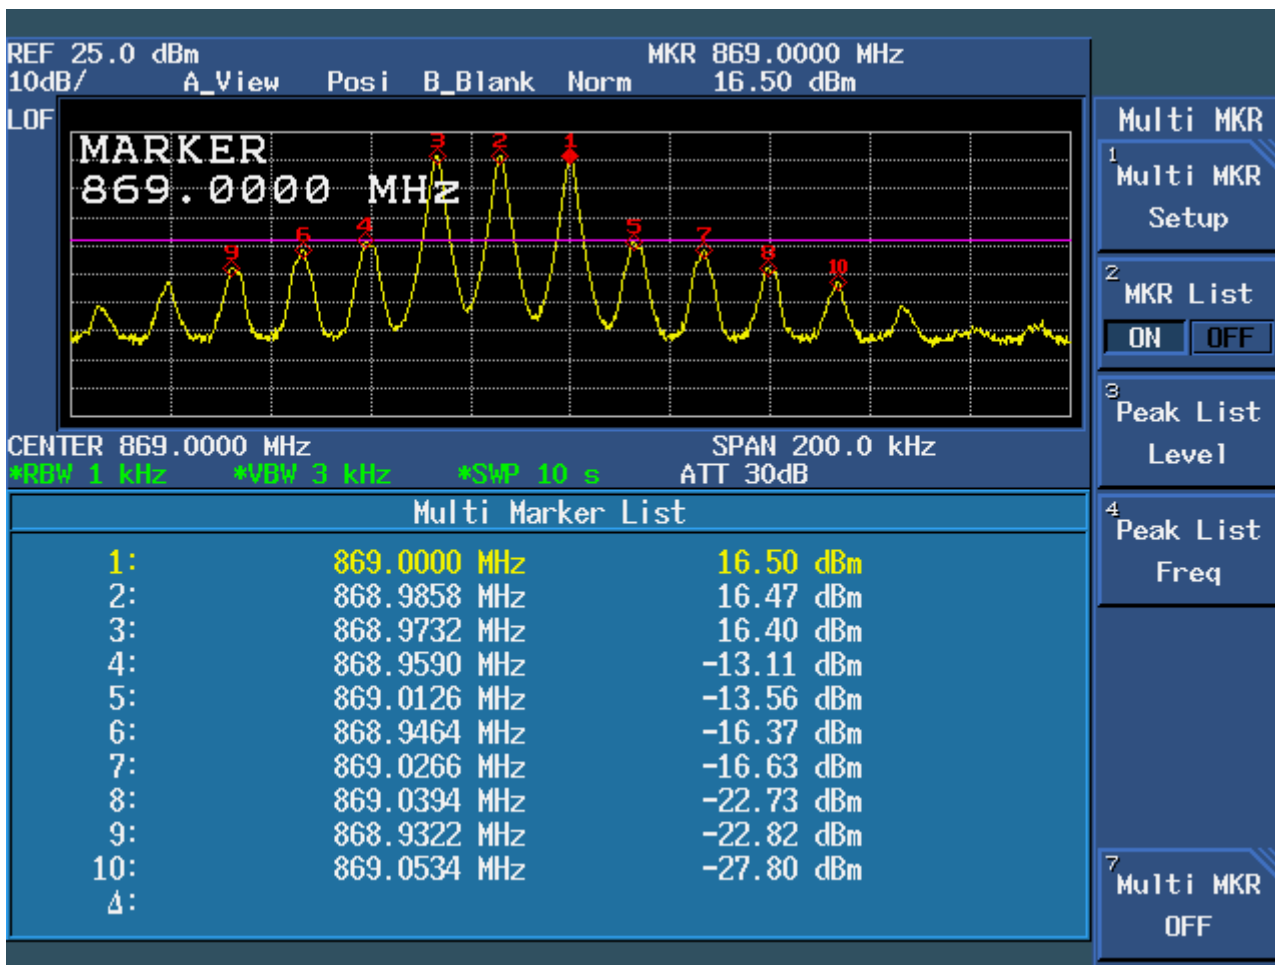 REF 25.0 dBm MKR 869.0000 MHz
10dB/ A_View Posi B_Blank Norm 16.50 dBm
LOF
MARKER
869.0000 MHz
3 2 1
9 6 4 5 7 8 10
CENTER 869.0000 MHz SPAN 200.0 kHz
*RBW 1 kHz *VBW 3 kHz *SWP 10 s ATT 30dB
Multi Marker List
1: 869.0000 MHz 16.50 dBm
2: 868.9858 MHz 16.47 dBm
3: 868.9732 MHz 16.40 dBm
4: 868.9590 MHz -13.11 dBm
5: 869.0126 MHz -13.56 dBm
6: 868.9464 MHz -16.37 dBm
7: 869.0266 MHz -16.63 dBm
8: 869.0394 MHz -22.73 dBm
9: 868.9322 MHz -22.82 dBm
10: 869.0534 MHz -27.80 dBm
Δ:
Multi MKR
1
Multi MKR
Setup
2
MKR List
ON OFF
3
Peak List
Level
4
Peak List
Freq
7
Multi MKR
OFF